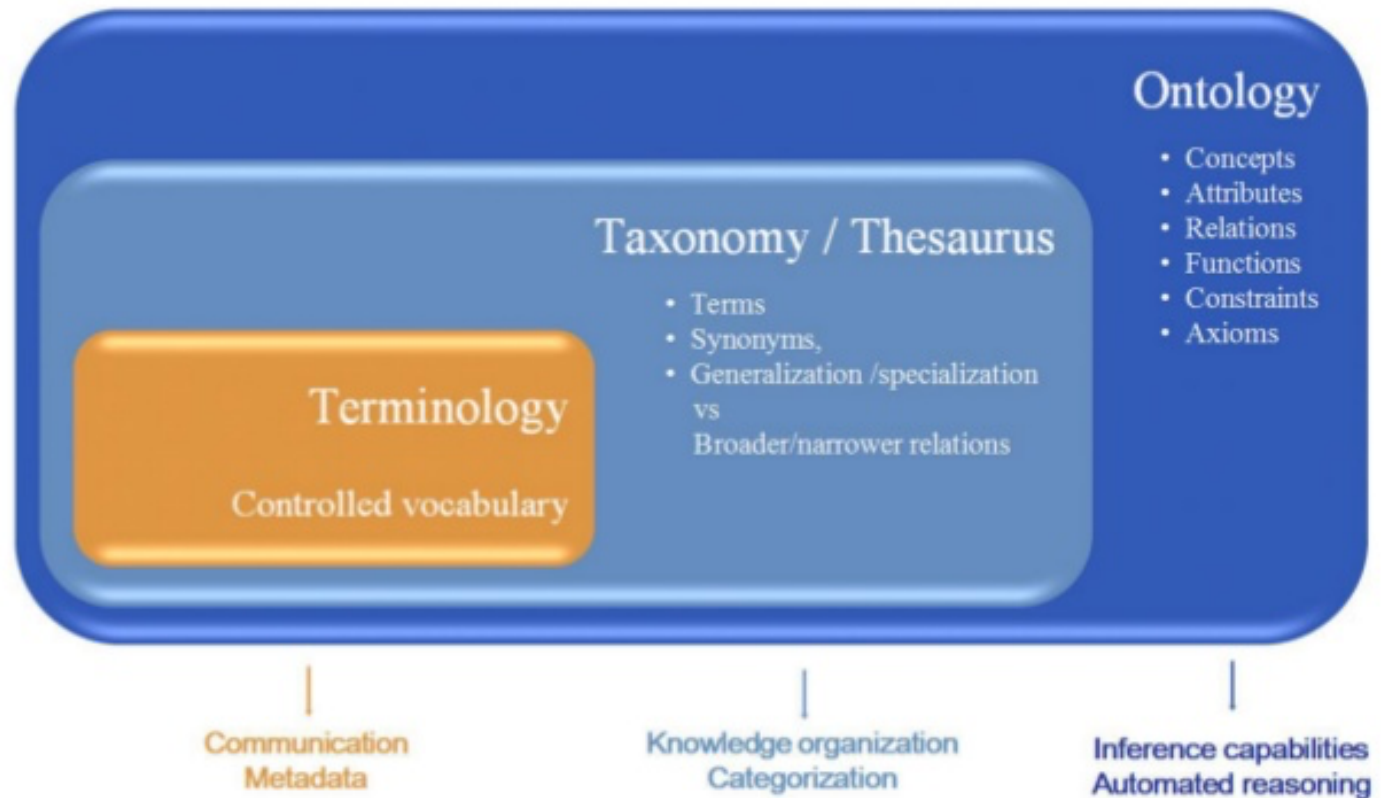 Ontology
• Concepts
• Attributes
• Relations
• Functions
• Constraints
• Axioms
Taxonomy / Thesaurus
• Terms
• Synonyms,
• Generalization /specialization
vs
Broader/narrower relations
Terminology
Controlled vocabulary
Communication
Metadata
Knowledge organization
Categorization
Inference capabilities
Automated reasoning